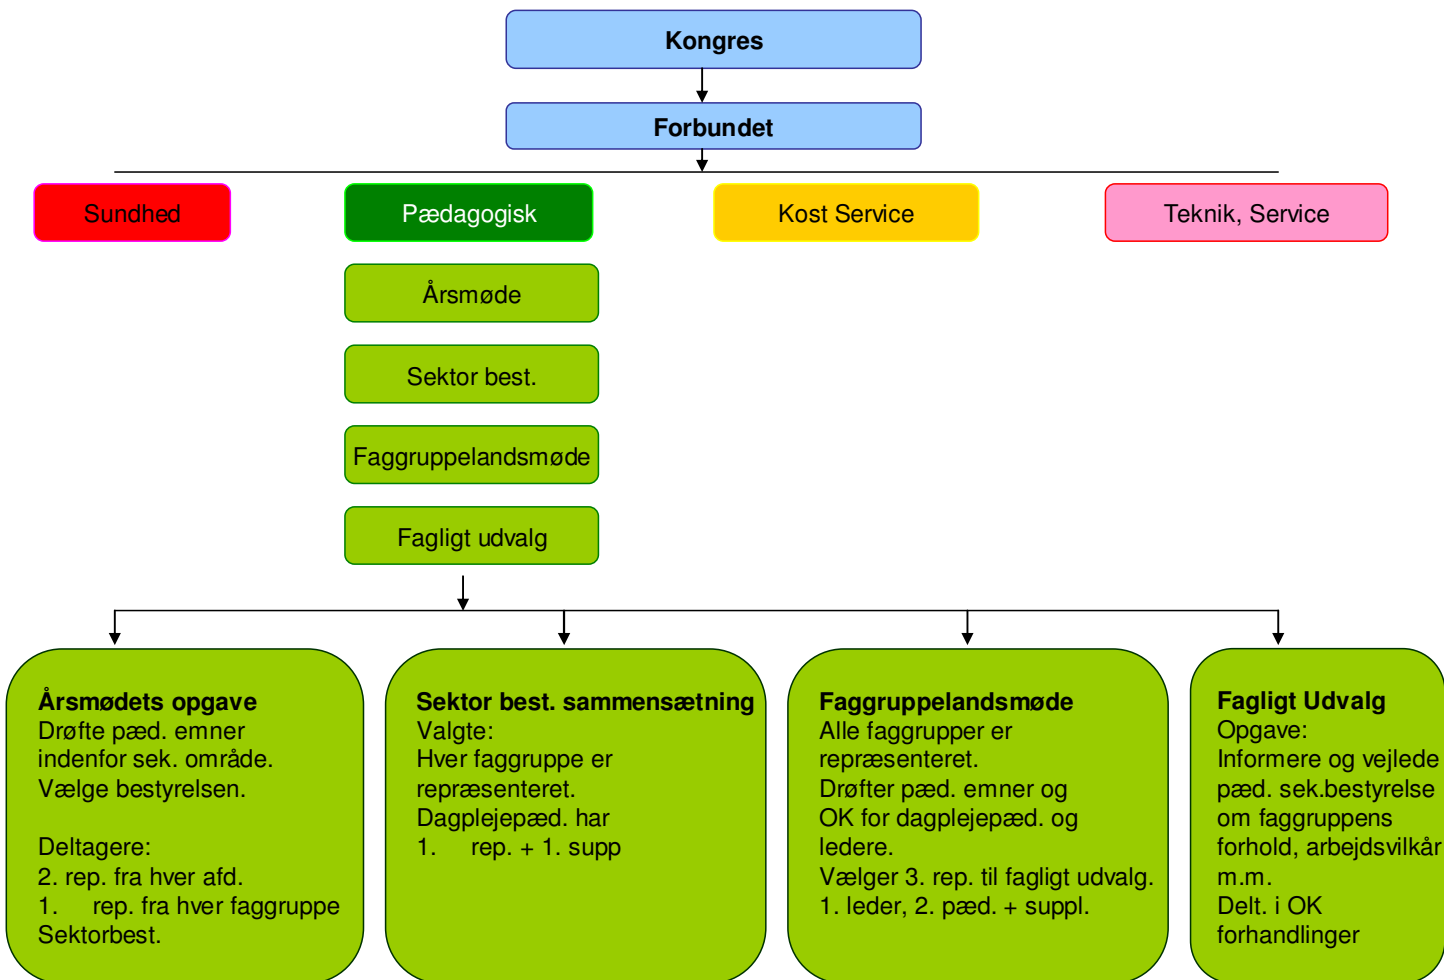 Kongres
Forbundet
Sundhed
Pædagogisk
Kost Service
Teknik, Service
Årsmøde
Sektor best.
Faggruppelandsmøde
Fagligt udvalg
Årsmødets opgave
Drøfte pæd. emner
indenfor sek. område.
Vælge bestyrelsen.
Deltagere:
2. rep. fra hver afd.
1. rep. fra hver faggruppe
Sektorbest.
Sektor best. sammensætning
Valgte:
Hver faggruppe er
repræsenteret.
Dagplejepæd. har
1. rep. + 1. supp
Faggruppelandsmøde
Alle faggrupper er
repræsenteret.
Drøfter pæd. emner og
OK for dagplejepæd. og
ledere.
Vælger 3. rep. til fagligt udvalg.
1. leder, 2. pæd. + suppl.
Fagligt Udvalg
Opgave:
Informere og vejlede
pæd. sek.bestyrelse
om faggruppens
forhold, arbejdsvilkår
m.m.
Delt. i OK
forhandlinger